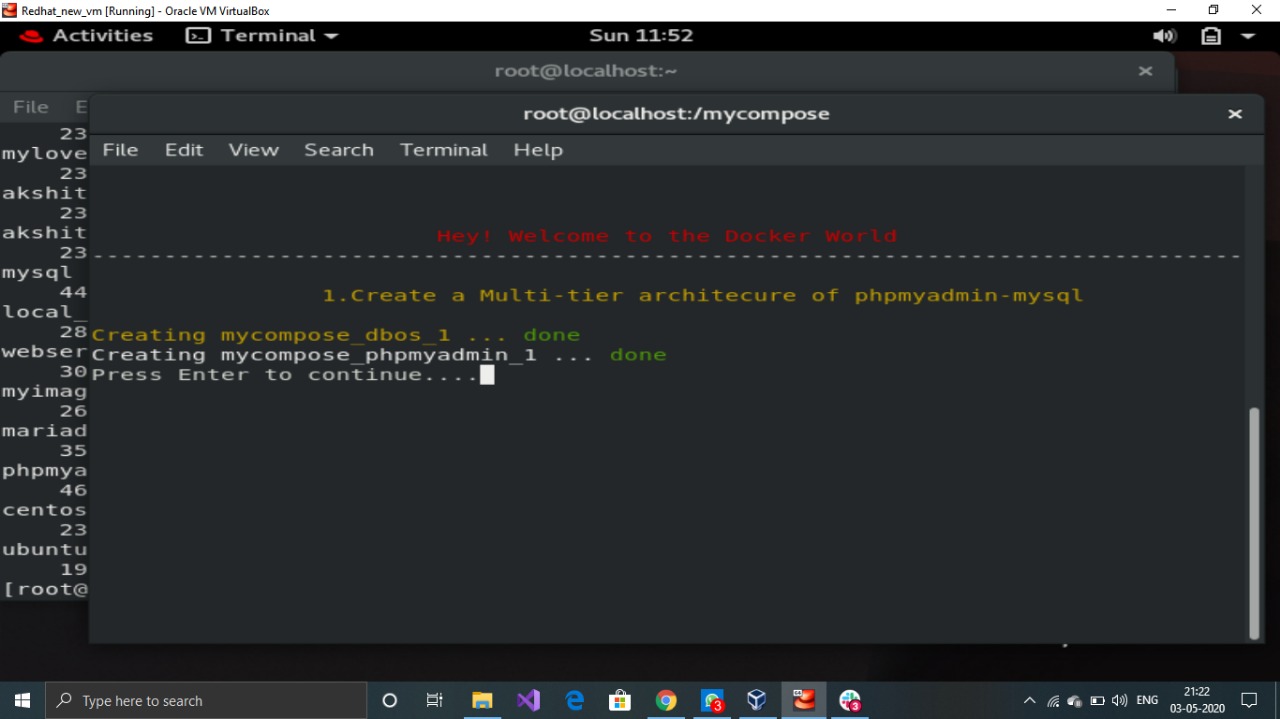 Redhat_new_vm [Running] - Oracle VM VirtualBox
Activities Terminal Sun 11:52
root@localhost:~
File E
root@localhost:/mycompose
File Edit View Search Terminal Help
23
mylove
23
akshit
23
akshit
23
mysql
44
local_
28
webser
30
myimag
26
mariad
35
phpmya
46
centos
23
ubuntu
19
[root@
Hey! Welcome to the Docker World
--------------------------------------------------------------------------------
1.Create a Multi-tier architecure of phpmyadmin-mysql
Creating mycompose_dbos_1 ... done
Creating mycompose_phpmyadmin_1 ... done
Press Enter to continue....
Type here to search
3
3
ENG
21:22
03-05-2020